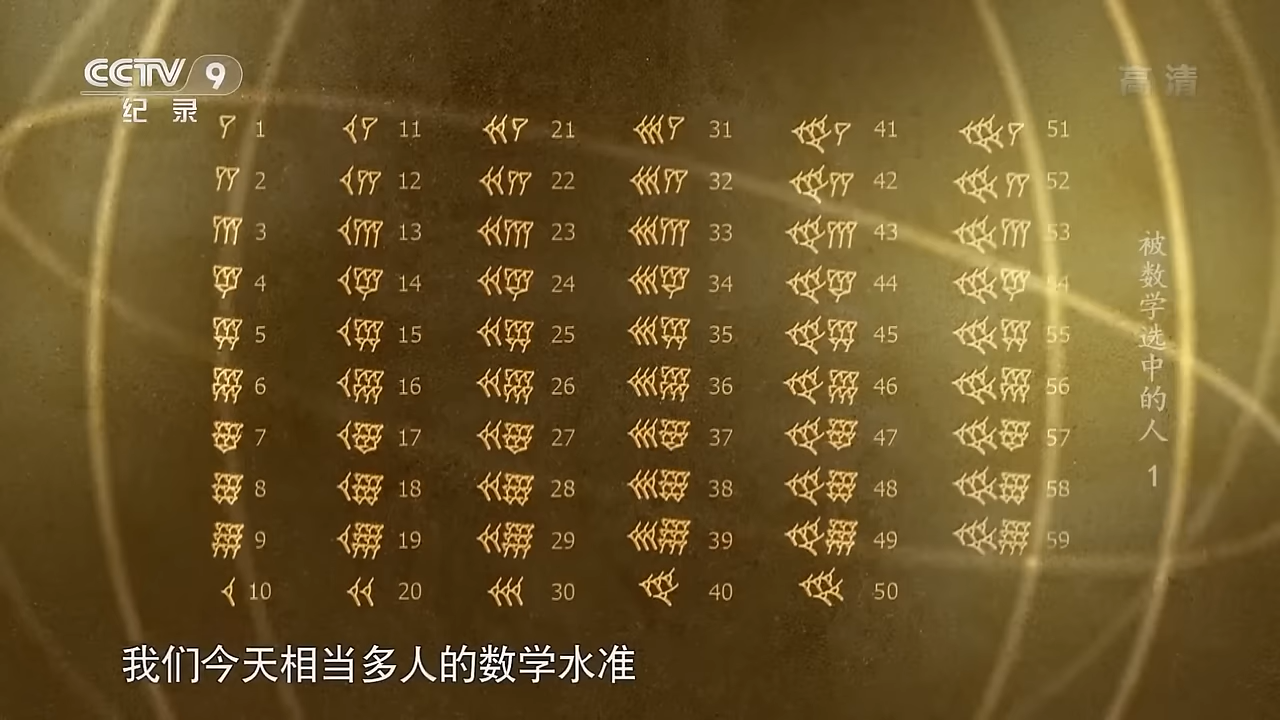 CCTV 9
高清
纪录
1 11 21 31 41 51
2 12 22 32 42 52
3 13 23 33 43 53
4 14 24 34 44 54
5 15 25 35 45 55
6 16 26 36 46 56
7 17 27 37 47 57
8 18 28 38 48 58
9 19 29 39 49 59
10 20 30 40 50
被数学选中的人 1
我们今天相当多人的数学水准